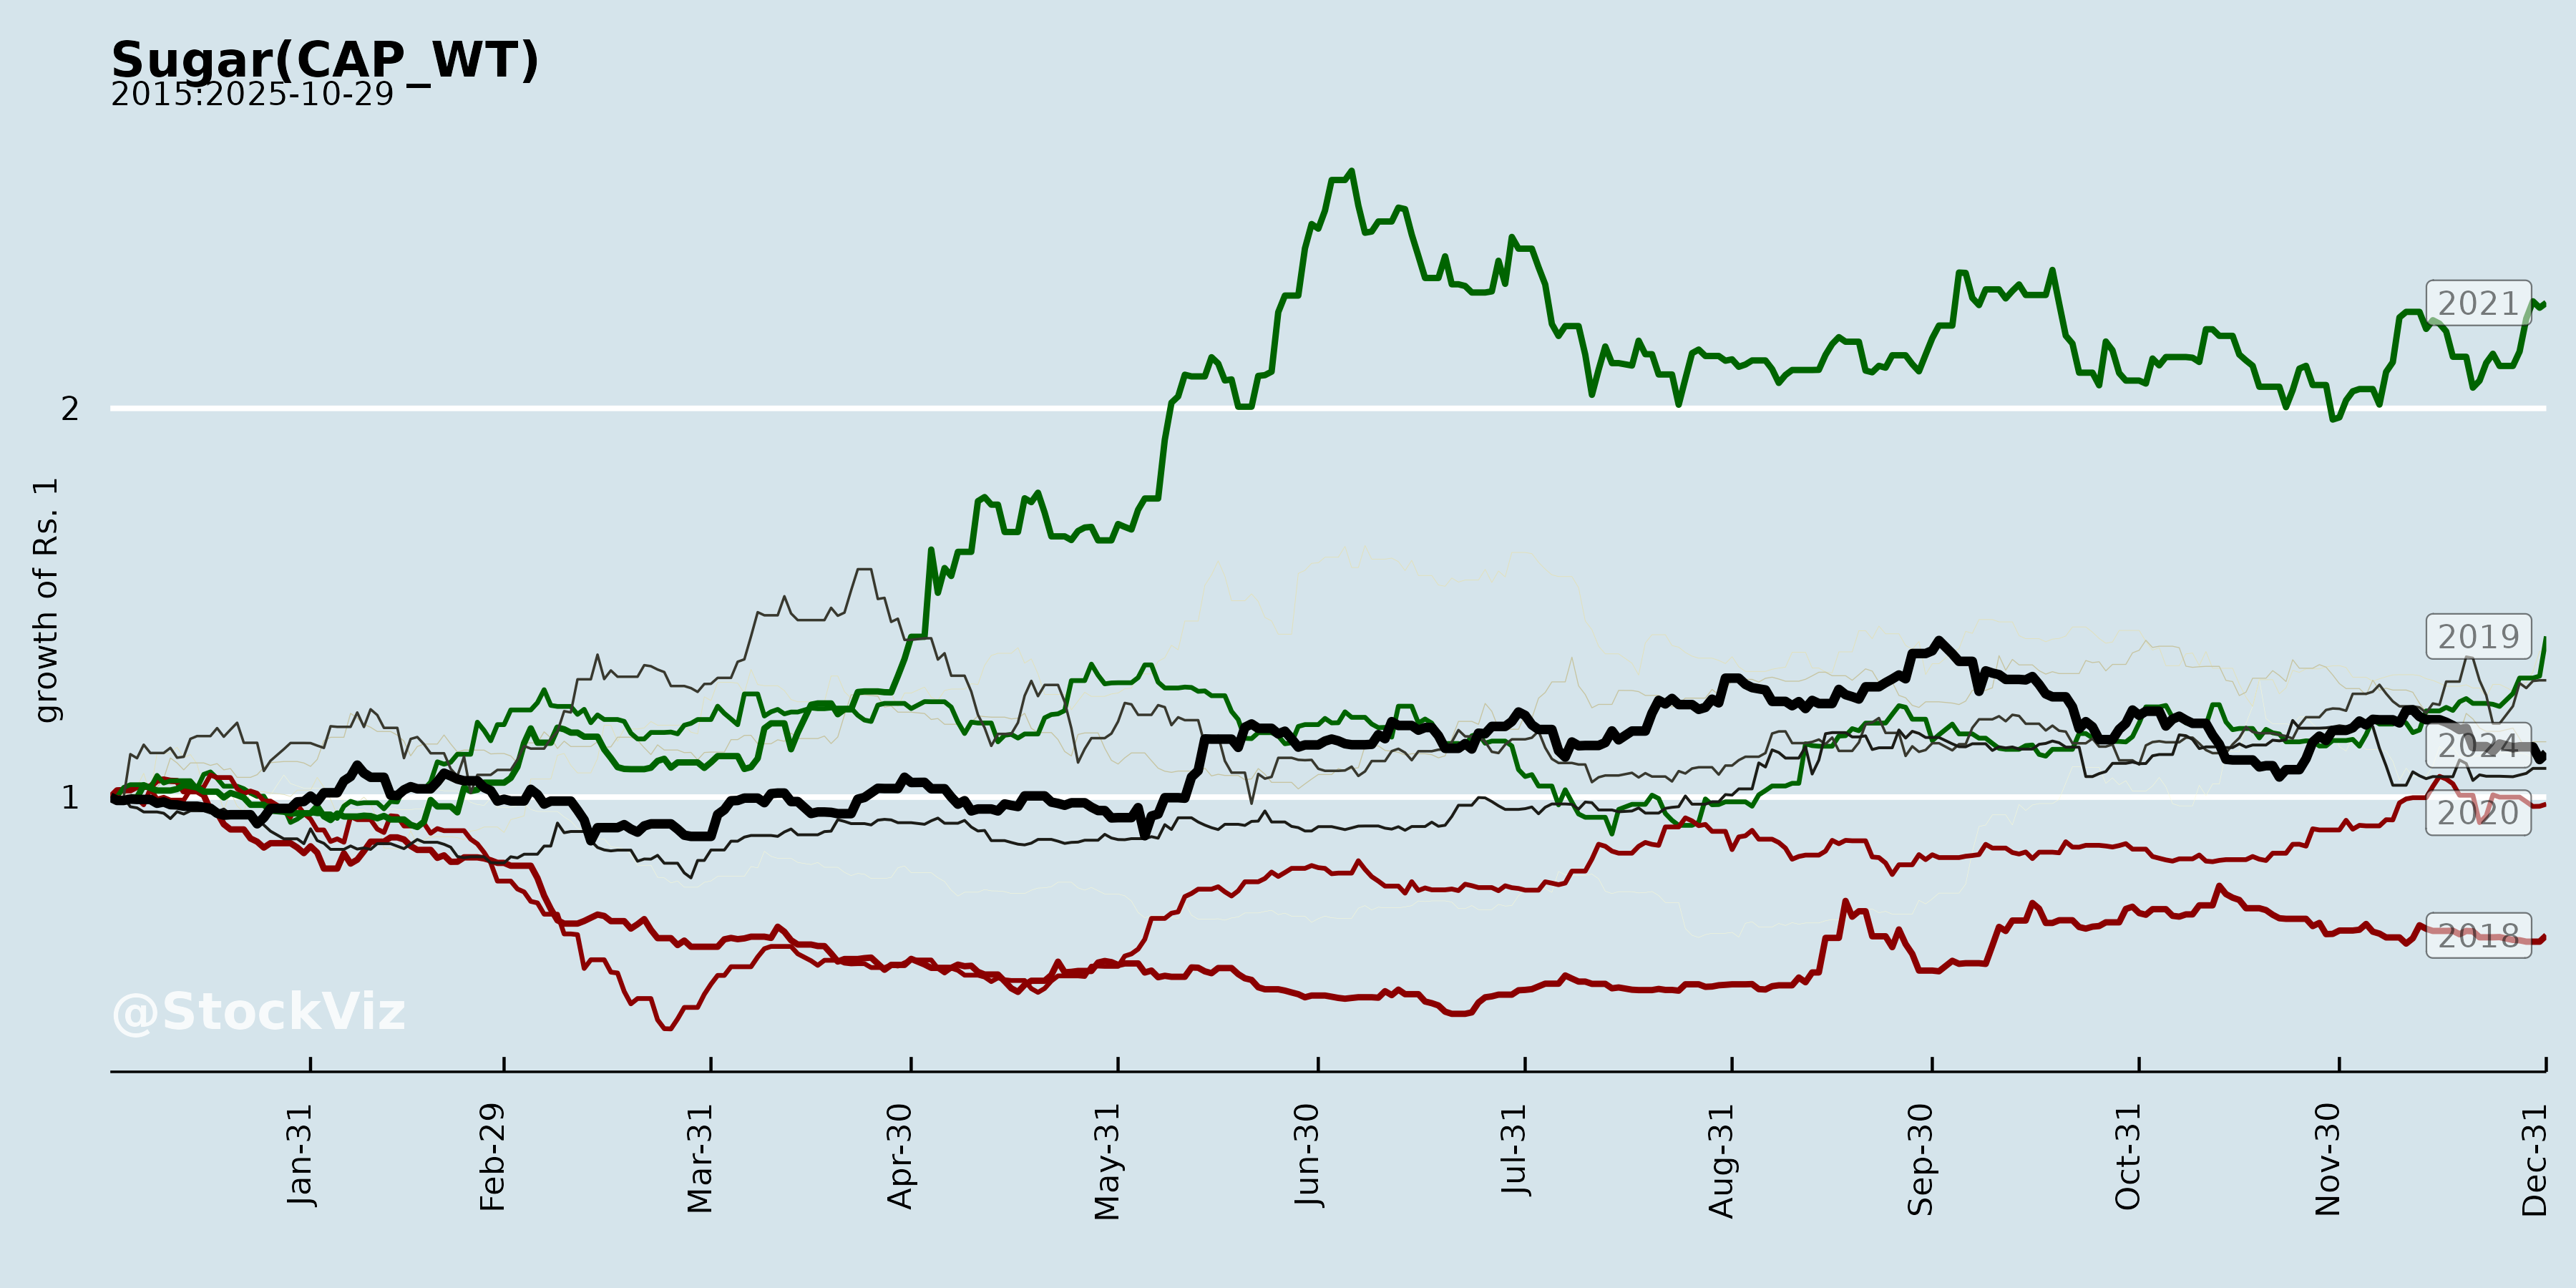 Sugar(CAP_WT)
2015:2025-10-29
growth of Rs. 1
2
1
2021
2019
2024
2020
2018
@StockViz
Jan-31
Feb-29
Mar-31
Apr-30
May-31
Jun-30
Jul-31
Aug-31
Sep-30
Oct-31
Nov-30
Dec-31